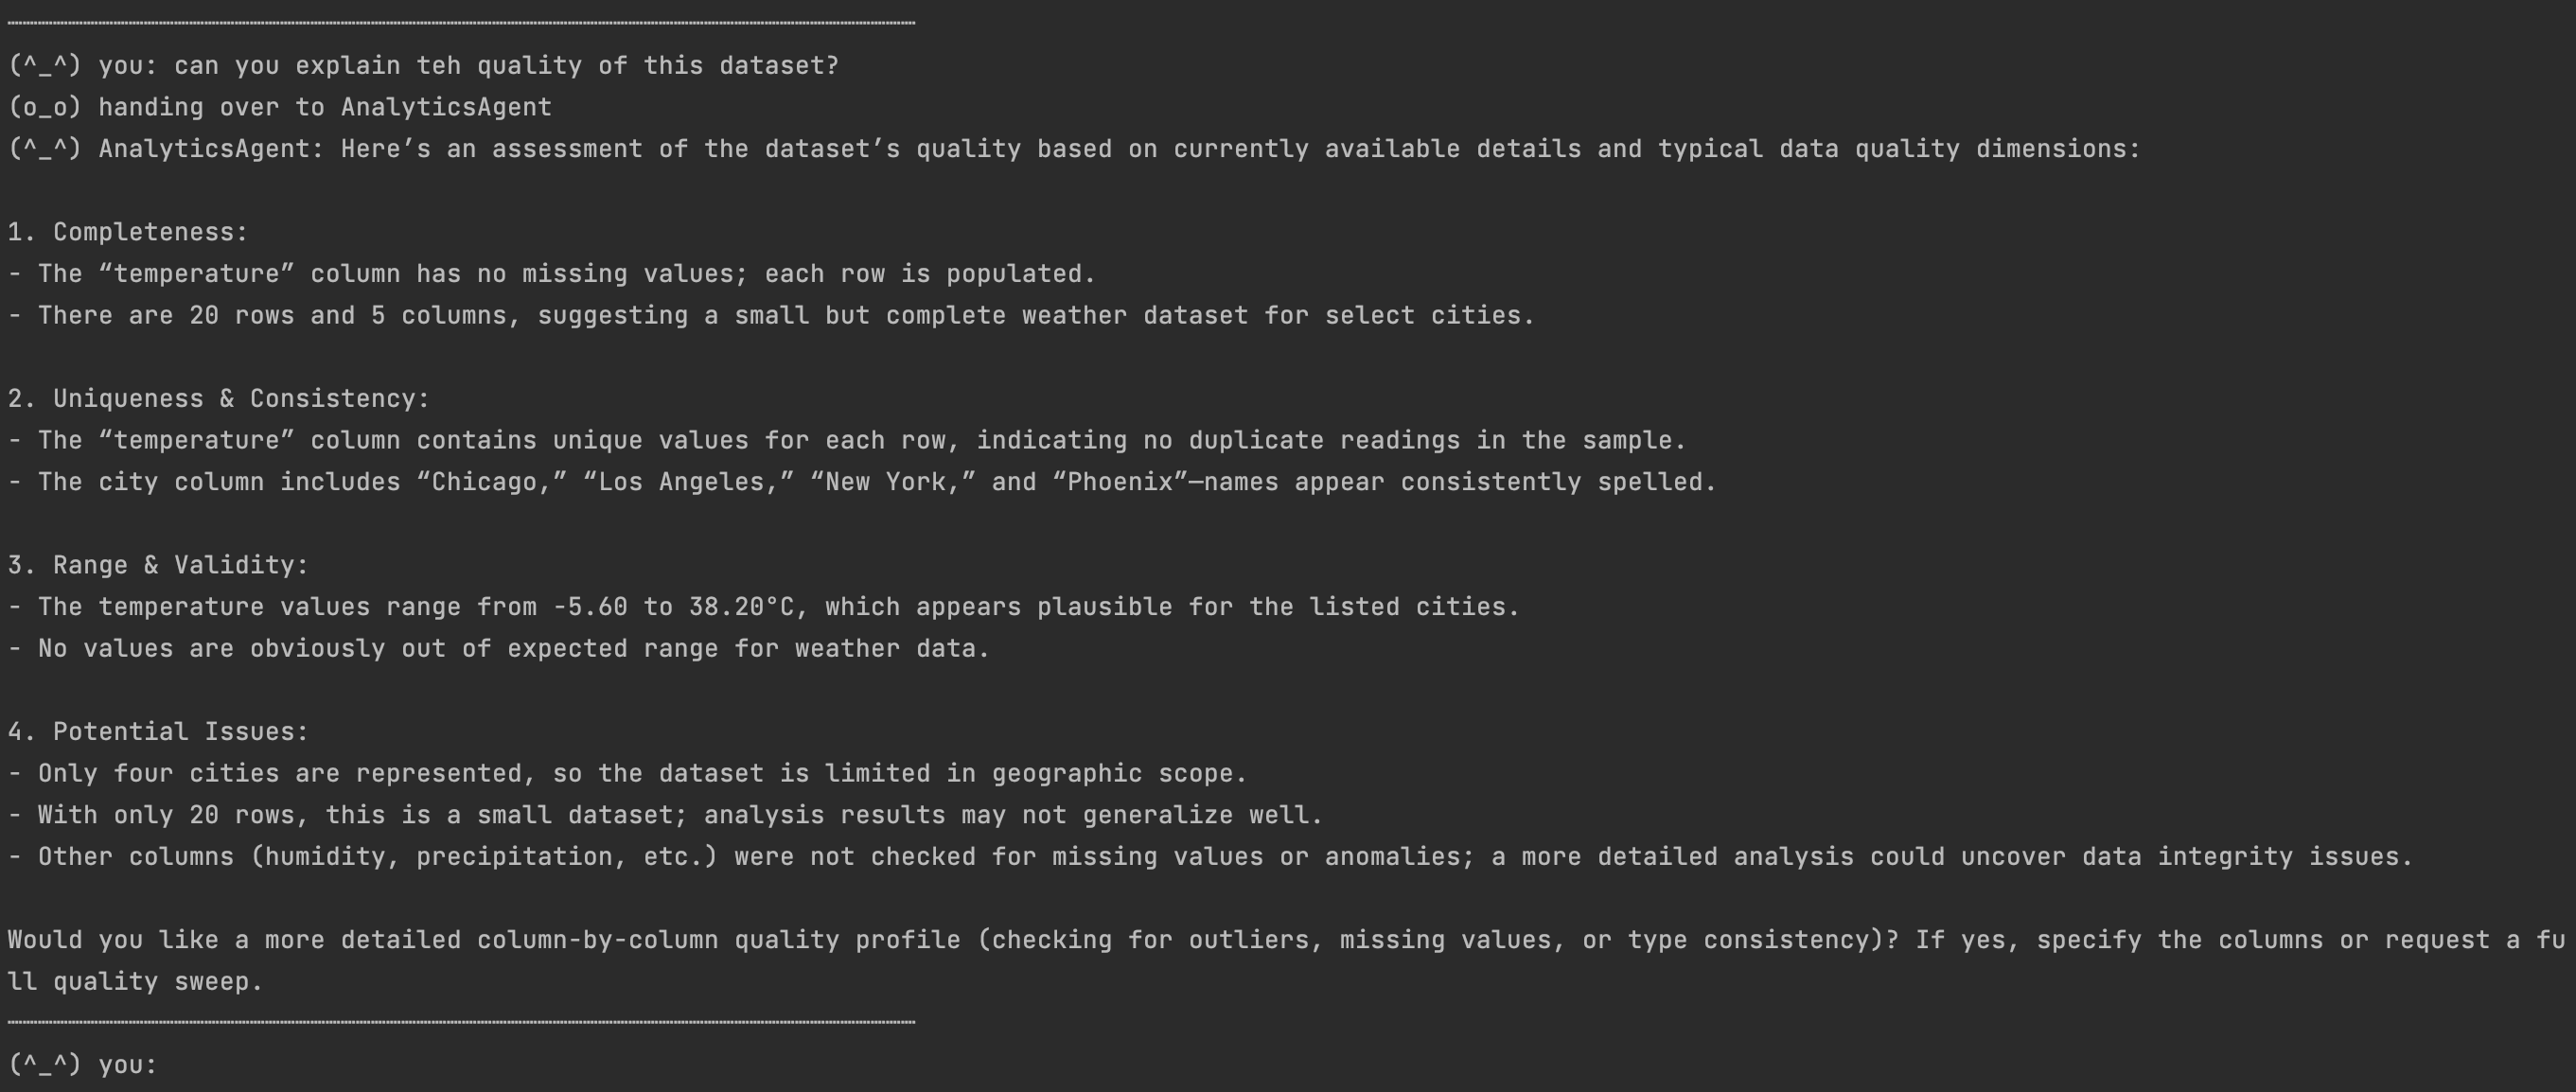 (^_^) you: can you explain teh quality of this dataset?
(o_o) handing over to AnalyticsAgent
(^_^) AnalyticsAgent: Here’s an assessment of the dataset’s quality based on currently available details and typical data quality dimensions:
1. Completeness:
- The “temperature” column has no missing values; each row is populated.
- There are 20 rows and 5 columns, suggesting a small but complete weather dataset for select cities.
2. Uniqueness & Consistency:
- The “temperature” column contains unique values for each row, indicating no duplicate readings in the sample.
- The city column includes “Chicago,” “Los Angeles,” “New York,” and “Phoenix”—names appear consistently spelled.
3. Range & Validity:
- The temperature values range from -5.60 to 38.20°C, which appears plausible for the listed cities.
- No values are obviously out of expected range for weather data.
4. Potential Issues:
- Only four cities are represented, so the dataset is limited in geographic scope.
- With only 20 rows, this is a small dataset; analysis results may not generalize well.
- Other columns (humidity, precipitation, etc.) were not checked for missing values or anomalies; a more detailed analysis could uncover data integrity issues.
Would you like a more detailed column-by-column quality profile (checking for outliers, missing values, or type consistency)? If yes, specify the columns or request a fu
ll quality sweep.
(^_^) you: